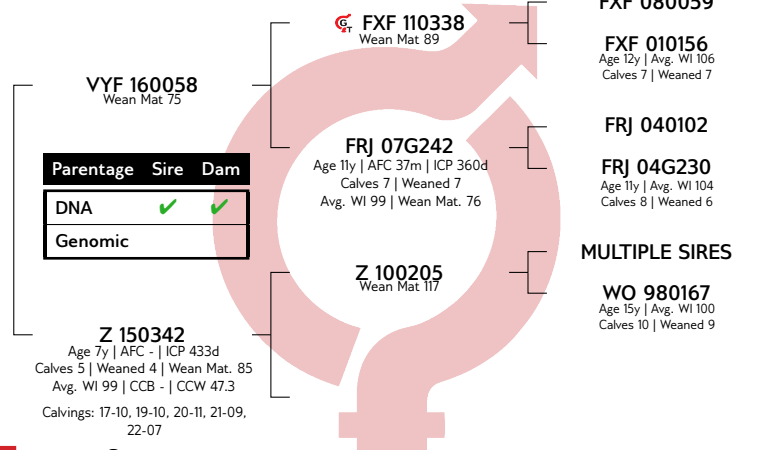 FXF 080059
FXF 110338
Wean Mat 89
FXF 010156
Age 12y | Avg. WI 106
Calves 7 | Weaned 7
VYF 160058
Wean Mat 75
FRJ 040102
FRJ 07G242
Age 11y | AFC 37m | ICP 360d
Calves 7 | Weaned 7
Avg. WI 99 | Wean Mat. 76
FRJ 04G230
Age 11y | Avg. WI 104
Calves 8 | Weaned 6
Parentage Sire Dam
DNA ✔ ✔
Genomic
MULTIPLE SIRES
Z 100205
Wean Mat 117
WO 980167
Age 15y | Avg. WI 100
Calves 10 | Weaned 9
Z 150342
Age 7y | AFC - | ICP 433d
Calves 5 | Weaned 4 | Wean Mat. 85
Avg. WI 99 | CCB - | CCW 47.3
Calvings: 17-10, 19-10, 20-11, 21-09,
22-07